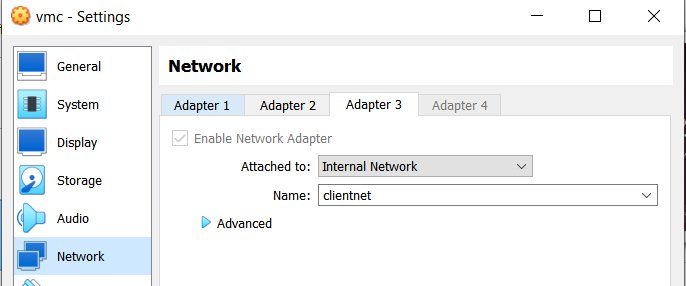 vmc - Settings
General
System
Display
Storage
Audio
Network
Network
Adapter 1 Adapter 2 Adapter 3 Adapter 4
Enable Network Adapter
Attached to: Internal Network
Name: clientnet
Advanced